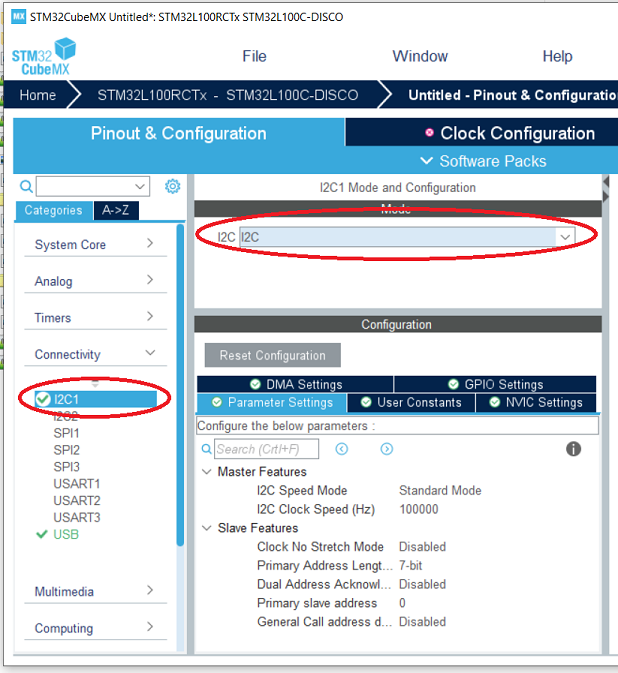 MX STM32CubeMX Untitled*: STM32L100RCTx STM32L100C-DISCO
STM32
CubeMX
File Window Help
Home STM32L100RCTx - STM32L100C-DISCO Untitled - Pinout & Configuratio
Pinout & Configuration Clock Configuration
Software Packs
Categories A->Z
System Core
Analog
Timers
Connectivity
I2C1
I2C2
SPI1
SPI2
SPI3
USART1
USART2
USART3
USB
Multimedia
Computing
I2C1 Mode and Configuration
Mode
I2C I2C
Configuration
Reset Configuration
DMA Settings GPIO Settings
Parameter Settings User Constants NVIC Settings
Configure the below parameters :
Search (Crtl+F)
Master Features
I2C Speed Mode Standard Mode
I2C Clock Speed (Hz) 100000
Slave Features
Clock No Stretch Mode Disabled
Primary Address Lengt... 7-bit
Dual Address Acknowl... Disabled
Primary slave address 0
General Call address d... Disabled